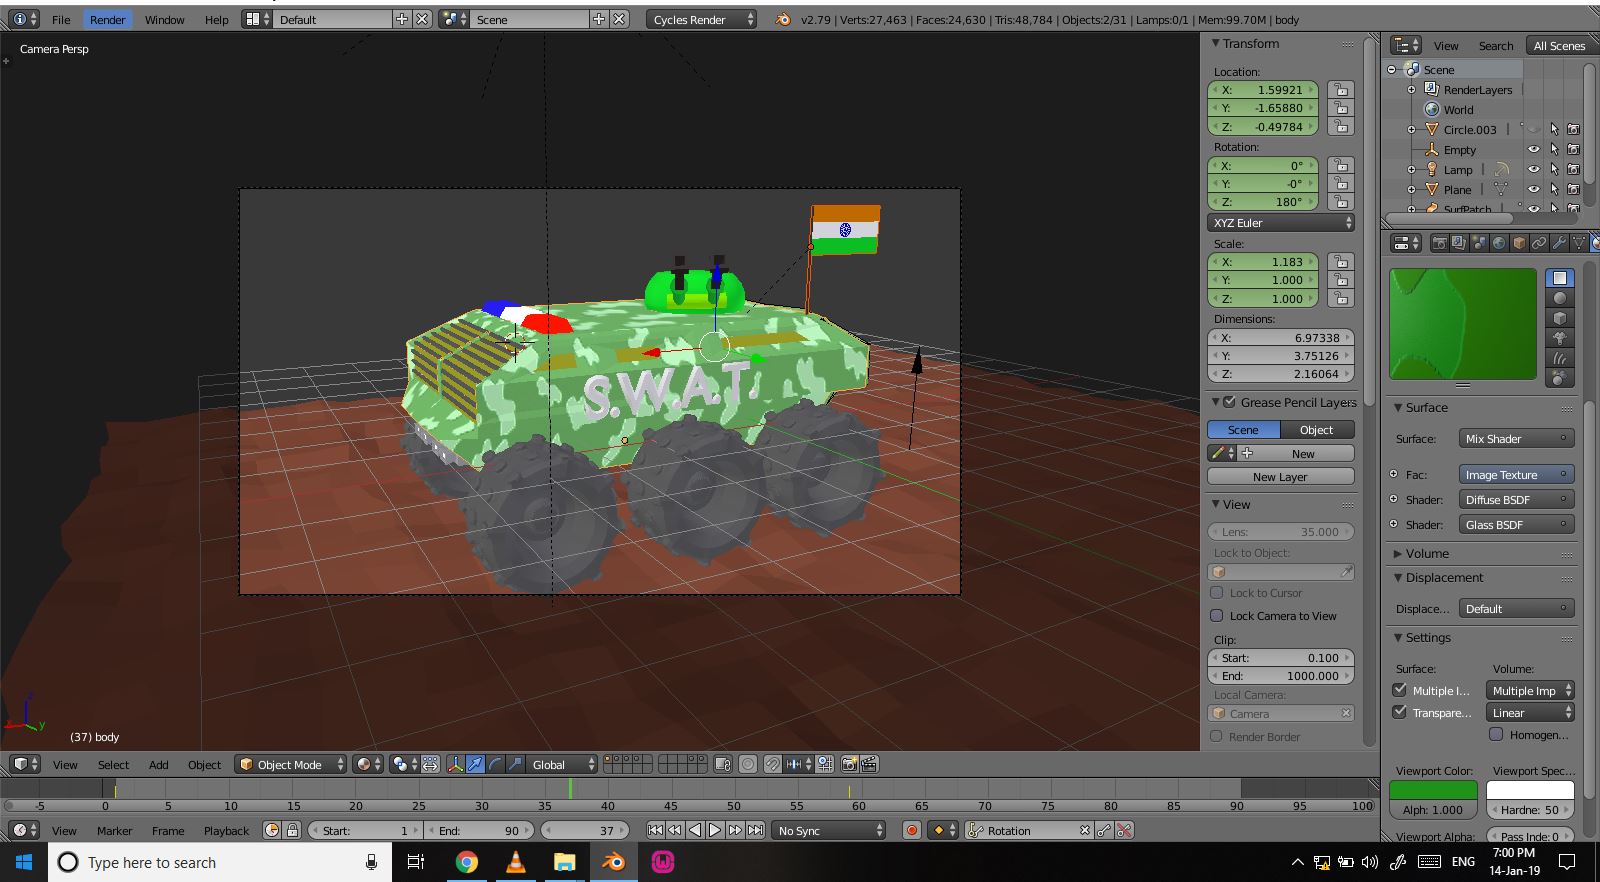 File Render Window Help Default Scene Cycles Render v2.79 | Verts:27,463 | Faces:24,630 | Tris:48,784 | Objects:2/31 | Lamps:0/1 | Mem:99.70M | body
Camera Persp
S.W.A.T.
(37) body
Transform
Location:
X: 1.59921
Y: -1.65880
Z: -0.49784
Rotation:
X: 0°
Y: -0°
Z: 180°
XYZ Euler
Scale:
X: 1.183
Y: 1.000
Z: 1.000
Dimensions:
X: 6.97338
Y: 3.75126
Z: 2.16064
Grease Pencil Layers
Scene Object
New
New Layer
View
Lens: 35.000
Lock to Object:
Lock to Cursor
Lock Camera to View
Clip:
Start: 0.100
End: 1000.000
Local Camera:
Camera
Render Border
View Search All Scenes
Scene
RenderLayers
World
Circle.003
Empty
Lamp
Plane
SurfPatch
Surface
Surface: Mix Shader
Fac: Image Texture
Shader: Diffuse BSDF
Shader: Glass BSDF
Volume
Displacement
Displace... Default
Settings
Surface: Volume:
Multiple I... Multiple Imp
Transpare... Linear
Homogen...
Viewport Color: Viewport Spec...
Alph: 1.000 Hardne: 50
Viewport Alpha: Pass Inde: 0
View Select Add Object Object Mode Global
-5 0 5 10 15 20 25 30 35 40 45 50 55 60 65 70 75 80 85 90 95 100
View Marker Frame Playback Start: 1 End: 90 37 No Sync Rotation
Type here to search
ENG
7:00 PM
14-Jan-19